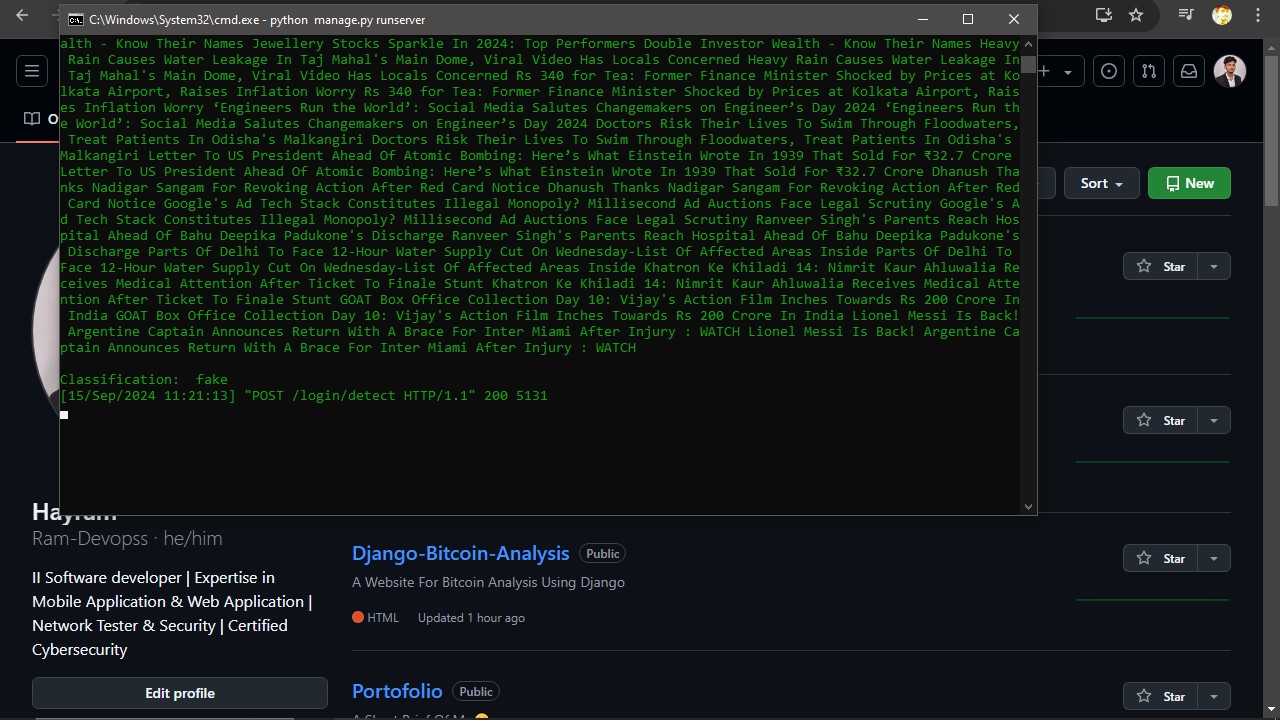 C:\Windows\System32\cmd.exe - python  manage.py runserver
alth - Know Their Names Jewellery Stocks Sparkle In 2024: Top Performers Double Investor Wealth - Know Their Names Heavy
Rain Causes Water Leakage In Taj Mahal's Main Dome, Viral Video Has Locals Concerned Heavy Rain Causes Water Leakage In
Taj Mahal's Main Dome, Viral Video Has Locals Concerned Rs 340 for Tea: Former Finance Minister Shocked by Prices at Ko
lkata Airport, Raises Inflation Worry Rs 340 for Tea: Former Finance Minister Shocked by Prices at Kolkata Airport, Rais
es Inflation Worry ‘Engineers Run the World’: Social Media Salutes Changemakers on Engineer’s Day 2024 ‘Engineers Run th
e World’: Social Media Salutes Changemakers on Engineer’s Day 2024 Doctors Risk Their Lives To Swim Through Floodwaters,
Treat Patients In Odisha's Malkangiri Doctors Risk Their Lives To Swim Through Floodwaters, Treat Patients In Odisha's
Malkangiri Letter To US President Ahead Of Atomic Bombing: Here’s What Einstein Wrote In 1939 That Sold For ₹32.7 Crore
Letter To US President Ahead Of Atomic Bombing: Here’s What Einstein Wrote In 1939 That Sold For ₹32.7 Crore Dhanush Tha
nks Nadigar Sangam For Revoking Action After Red Card Notice Dhanush Thanks Nadigar Sangam For Revoking Action After Red
Card Notice Google's Ad Tech Stack Constitutes Illegal Monopoly? Millisecond Ad Auctions Face Legal Scrutiny Google's A
d Tech Stack Constitutes Illegal Monopoly? Millisecond Ad Auctions Face Legal Scrutiny Ranveer Singh's Parents Reach Hos
pital Ahead Of Bahu Deepika Padukone's Discharge Ranveer Singh's Parents Reach Hospital Ahead Of Bahu Deepika Padukone's
Discharge Parts Of Delhi To Face 12-Hour Water Supply Cut On Wednesday-List Of Affected Areas Inside Parts Of Delhi To
Face 12-Hour Water Supply Cut On Wednesday-List Of Affected Areas Inside Khatron Ke Khiladi 14: Nimrit Kaur Ahluwalia Re
ceives Medical Attention After Ticket To Finale Stunt Khatron Ke Khiladi 14: Nimrit Kaur Ahluwalia Receives Medical Atte
ntion After Ticket To Finale Stunt GOAT Box Office Collection Day 10: Vijay's Action Film Inches Towards Rs 200 Crore In
India GOAT Box Office Collection Day 10: Vijay's Action Film Inches Towards Rs 200 Crore In India Lionel Messi Is Back!
Argentine Captain Announces Return With A Brace For Inter Miami After Injury : WATCH Lionel Messi Is Back! Argentine Ca
ptain Announces Return With A Brace For Inter Miami After Injury : WATCH
Classification:  fake
[15/Sep/2024 11:21:13] "POST /login/detect HTTP/1.1" 200 5131
O
Sort
New
Star
Star
Ram-Devopss · he/him
II Software developer | Expertise in
Mobile Application & Web Application |
Network Tester & Security | Certified
Cybersecurity
Edit profile
Django-Bitcoin-Analysis Public
Star
A Website For Bitcoin Analysis Using Django
HTML Updated 1 hour ago
Portofolio Public
Star